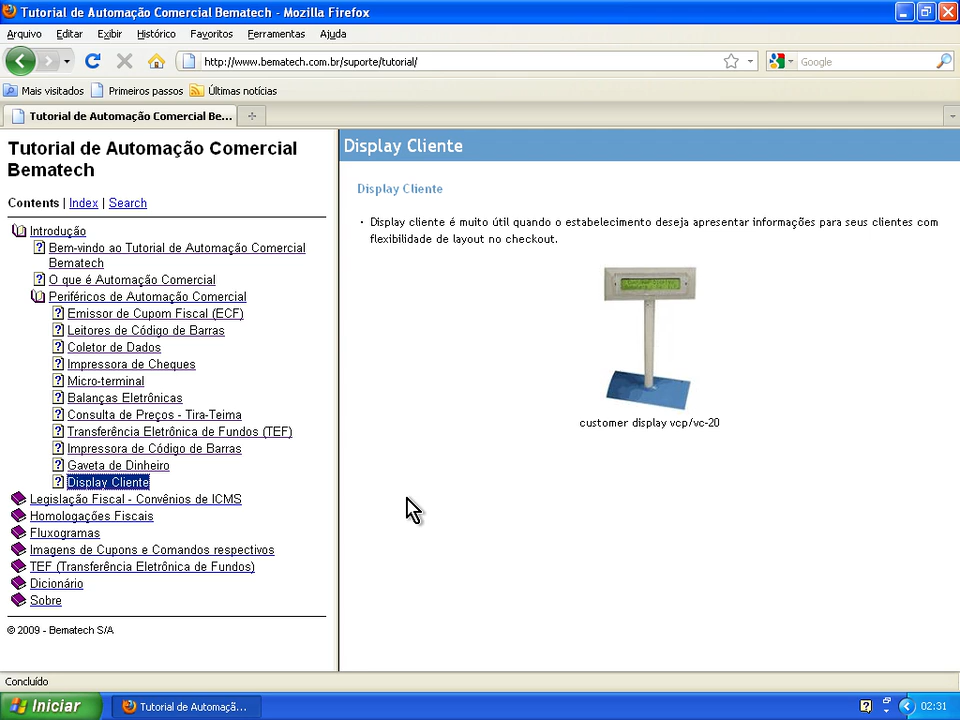 Tutorial de Automação Comercial Bematech - Mozilla Firefox
Arquivo Editar Exibir Histórico Favoritos Ferramentas Ajuda
http://www.bematech.com.br/suporte/tutorial/
Google
Mais visitados Primeiros passos Últimas notícias
Tutorial de Automação Comercial Be...
Tutorial de Automação Comercial
Bematech
Contents | Index | Search
Introdução
Bem-vindo ao Tutorial de Automação Comercial
Bematech
O que é Automação Comercial
Periféricos de Automação Comercial
Emissor de Cupom Fiscal (ECF)
Leitores de Código de Barras
Coletor de Dados
Impressora de Cheques
Micro-terminal
Balanças Eletrônicas
Consulta de Preços - Tira-Teima
Transferência Eletrônica de Fundos (TEF)
Impressora de Código de Barras
Gaveta de Dinheiro
Display Cliente
Legislação Fiscal - Convênios de ICMS
Homologações Fiscais
Fluxogramas
Imagens de Cupons e Comandos respectivos
TEF (Transferência Eletrônica de Fundos)
Dicionário
Sobre
© 2009 - Bematech S/A
Display Cliente
Display Cliente
• Display cliente é muito útil quando o estabelecimento deseja apresentar informações para seus clientes com
flexibilidade de layout no checkout.
customer display vcp/vc-20
Concluído
Iniciar
Tutorial de Automaçã...
02:31